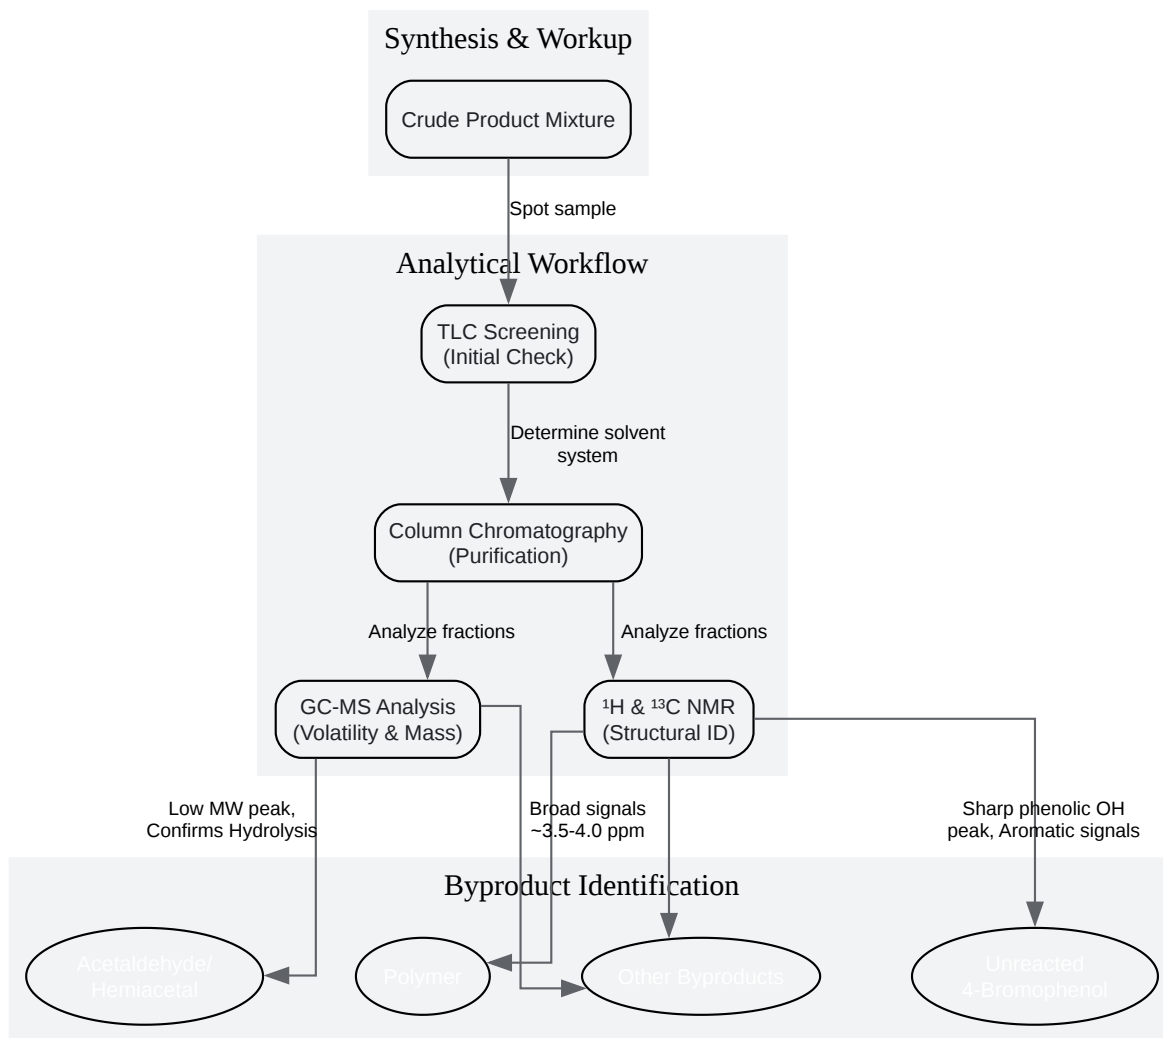 Synthesis & Workup
Crude Product Mixture
Spot sample
Analytical Workflow
TLC Screening
(Initial Check)
Determine solvent
system
Column Chromatography
(Purification)
Analyze fractions
Analyze fractions
GC-MS Analysis
(Volatility & Mass)
¹H & ¹³C NMR
(Structural ID)
Low MW peak,
Confirms Hydrolysis
Broad signals
~3.5-4.0 ppm
Sharp phenolic OH
peak, Aromatic signals
Byproduct Identification
Acetaldehyde/
Hemiacetal
Polymer
Other Byproducts
Unreacted
4-Bromophenol